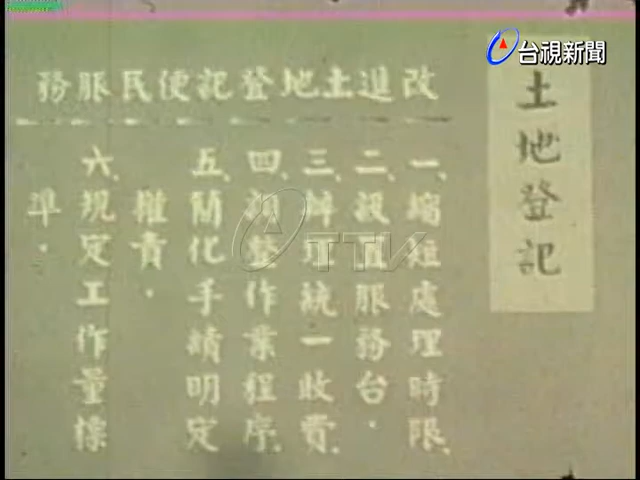 台視新聞
土地登記
改進土地登記便民服務
一、縮短處理時限。
二、設置服務台。
三、辦理統一收費。
四、調整作業程序。
五、簡化手續明定
權責。
六、規定工作量標
準。
TTV